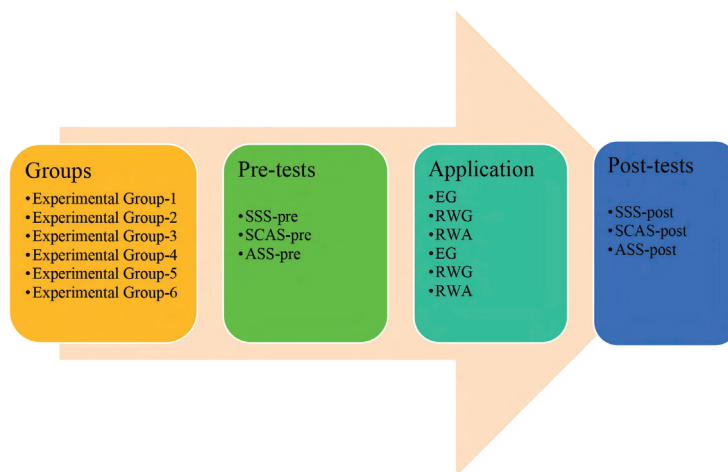 Groups
•Experimental Group-1
•Experimental Group-2
•Experimental Group-3
•Experimental Group-4
•Experimental Group-5
•Experimental Group-6
Pre-tests
•SSS-pre
•SCAS-pre
•ASS-pre
Application
•EG
•RWG
•RWA
•EG
•RWG
•RWA
Post-tests
•SSS-post
•SCAS-post
•ASS-post